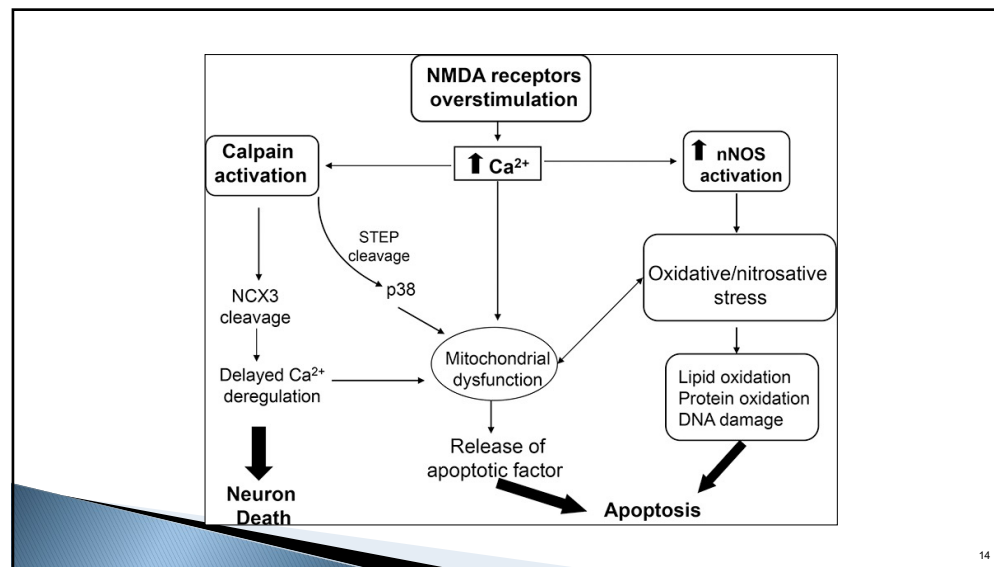 NMDA receptors
overstimulation
Calpain
activation
⬆ Ca²⁺
⬆ nNOS
activation
STEP
cleavage
p38
NCX3
cleavage
Delayed Ca²⁺
deregulation
Neuron
Death
Mitochondrial
dysfunction
Release of
apoptotic factor
Oxidative/nitrosative
stress
Lipid oxidation
Protein oxidation
DNA damage
Apoptosis
14